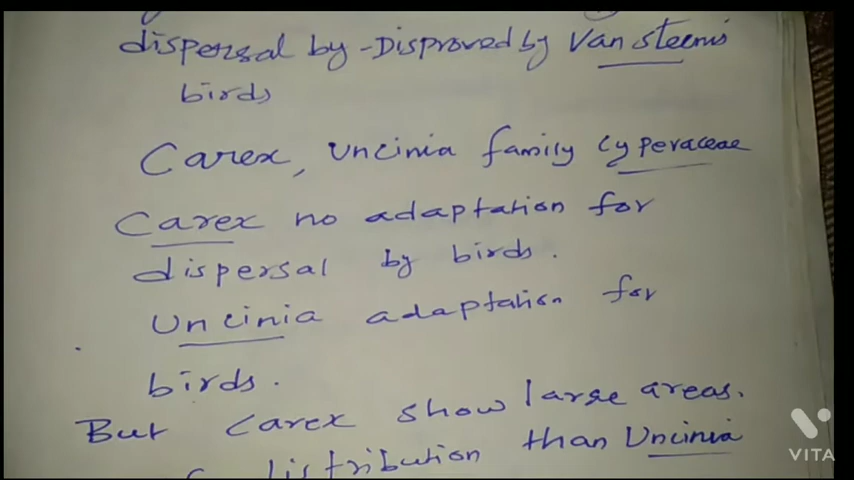 dispersal by - Disproved by Van steenis
birds
Carex, Uncinia family cyperaceae
Carex no adaptation for
dispersal by birds.
Uncinia adaptation for
birds.
But Carex show large areas.
distribution than Uncinia
VITA